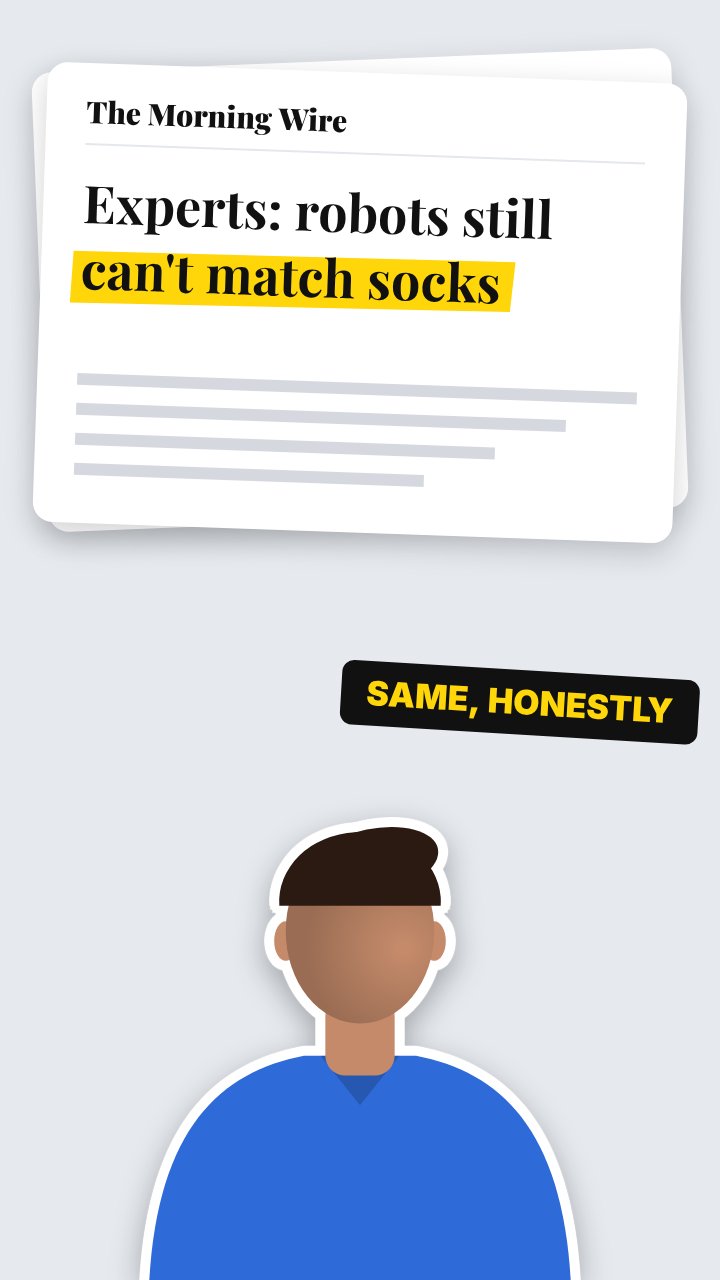 The Morning Wire
Experts: robots still
can't match socks
SAME, HONESTLY